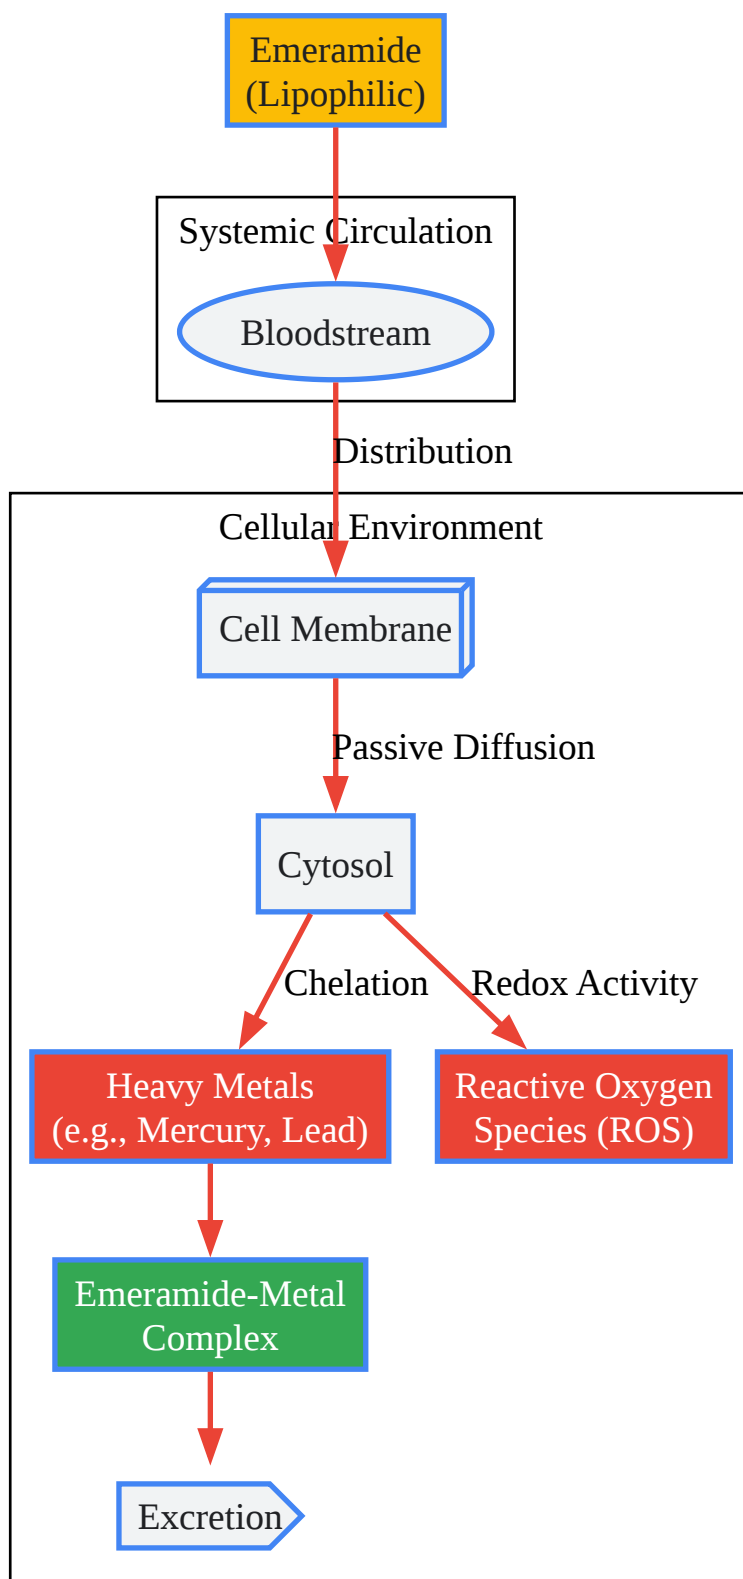 Emeramide
(Lipophilic)
Systemic Circulation
Bloodstream
Distribution
Cellular Environment
Cell Membrane
Passive Diffusion
Cytosol
Chelation
Redox Activity
Heavy Metals
(e.g., Mercury, Lead)
Reactive Oxygen
Species (ROS)
Emeramide-Metal
Complex
Excretion